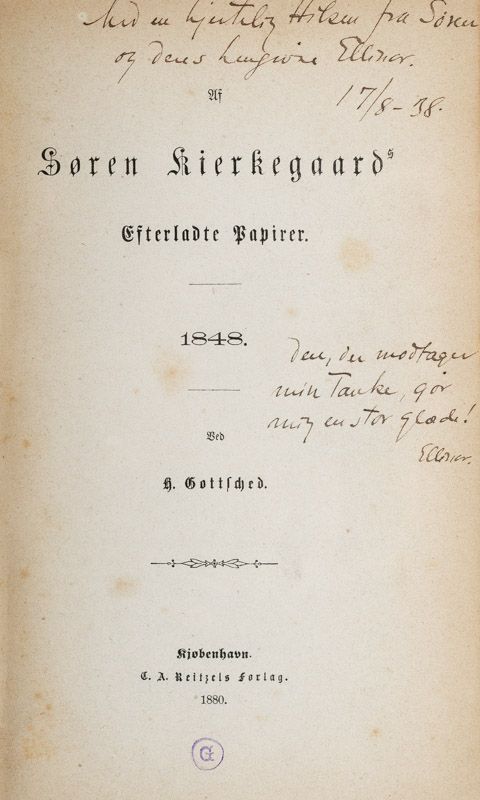 Med en hjertelig Hilsen fra Søren
og deres hengivne Ellinor.
17/8-38.
Af
Søren Kierkegaards
Efterladte Papirer.
1848.
Den, der modtager
min Tanke, gør
mig en stor glæde!
Ellinor.
Ved
H. Gottsched.
Kjøbenhavn.
C. A. Reitzels Forlag.
1880.
G